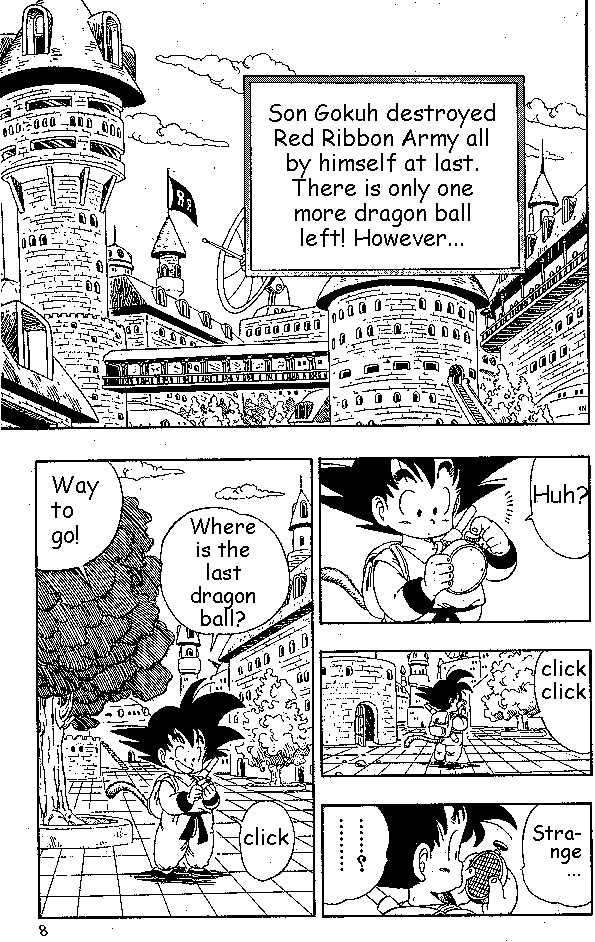 Son Gokuh destroyed
Red Ribbon Army all
by himself at last.
There is only one
more dragon ball
left! However...
RR
Way
to
go!
Where
is the
last
dragon
ball?
click
Huh?
click
click
......?
Stra-
nge
...
8